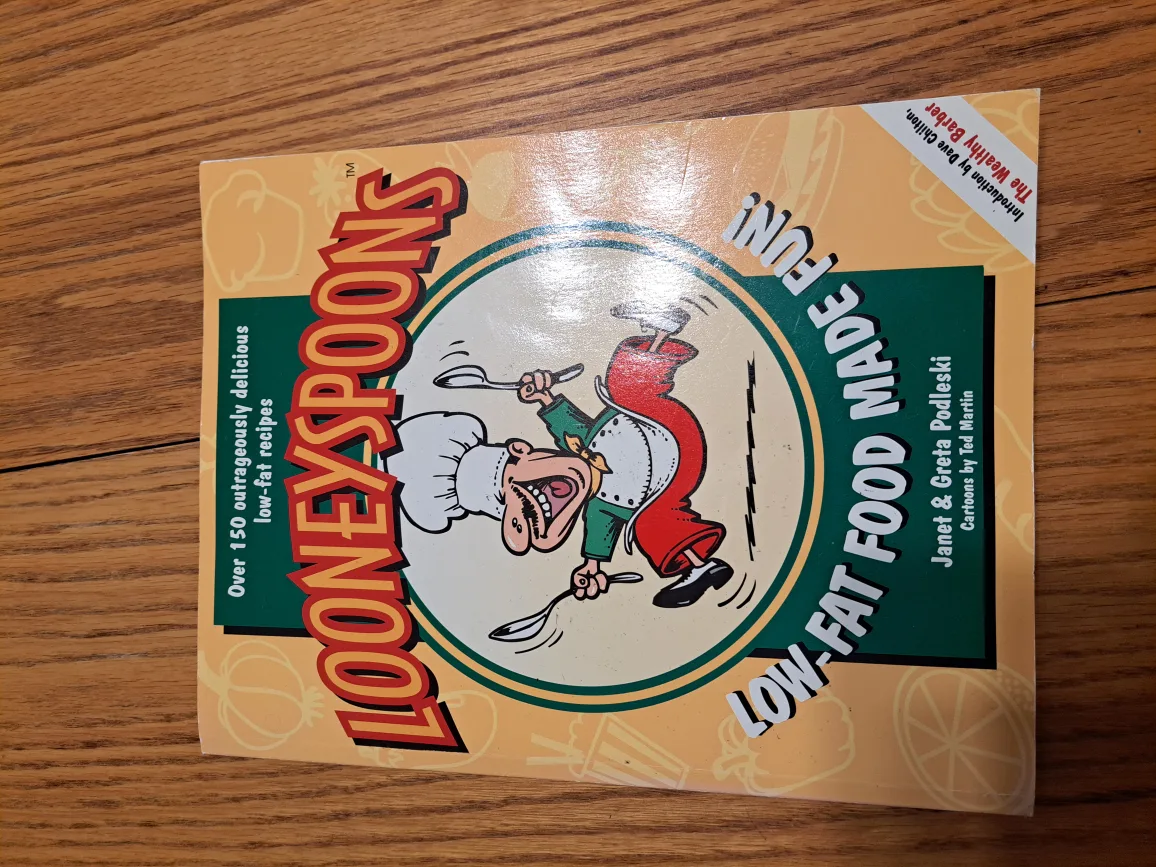 Over 150 outrageously delicious
low-fat recipes
LOONEYSPOONS™
LOW-FAT FOOD MADE FUN!
Janet & Greta Podleski
Cartoons by Ted Martin
Introduction by Dave Chilton,
The Wealthy Barber